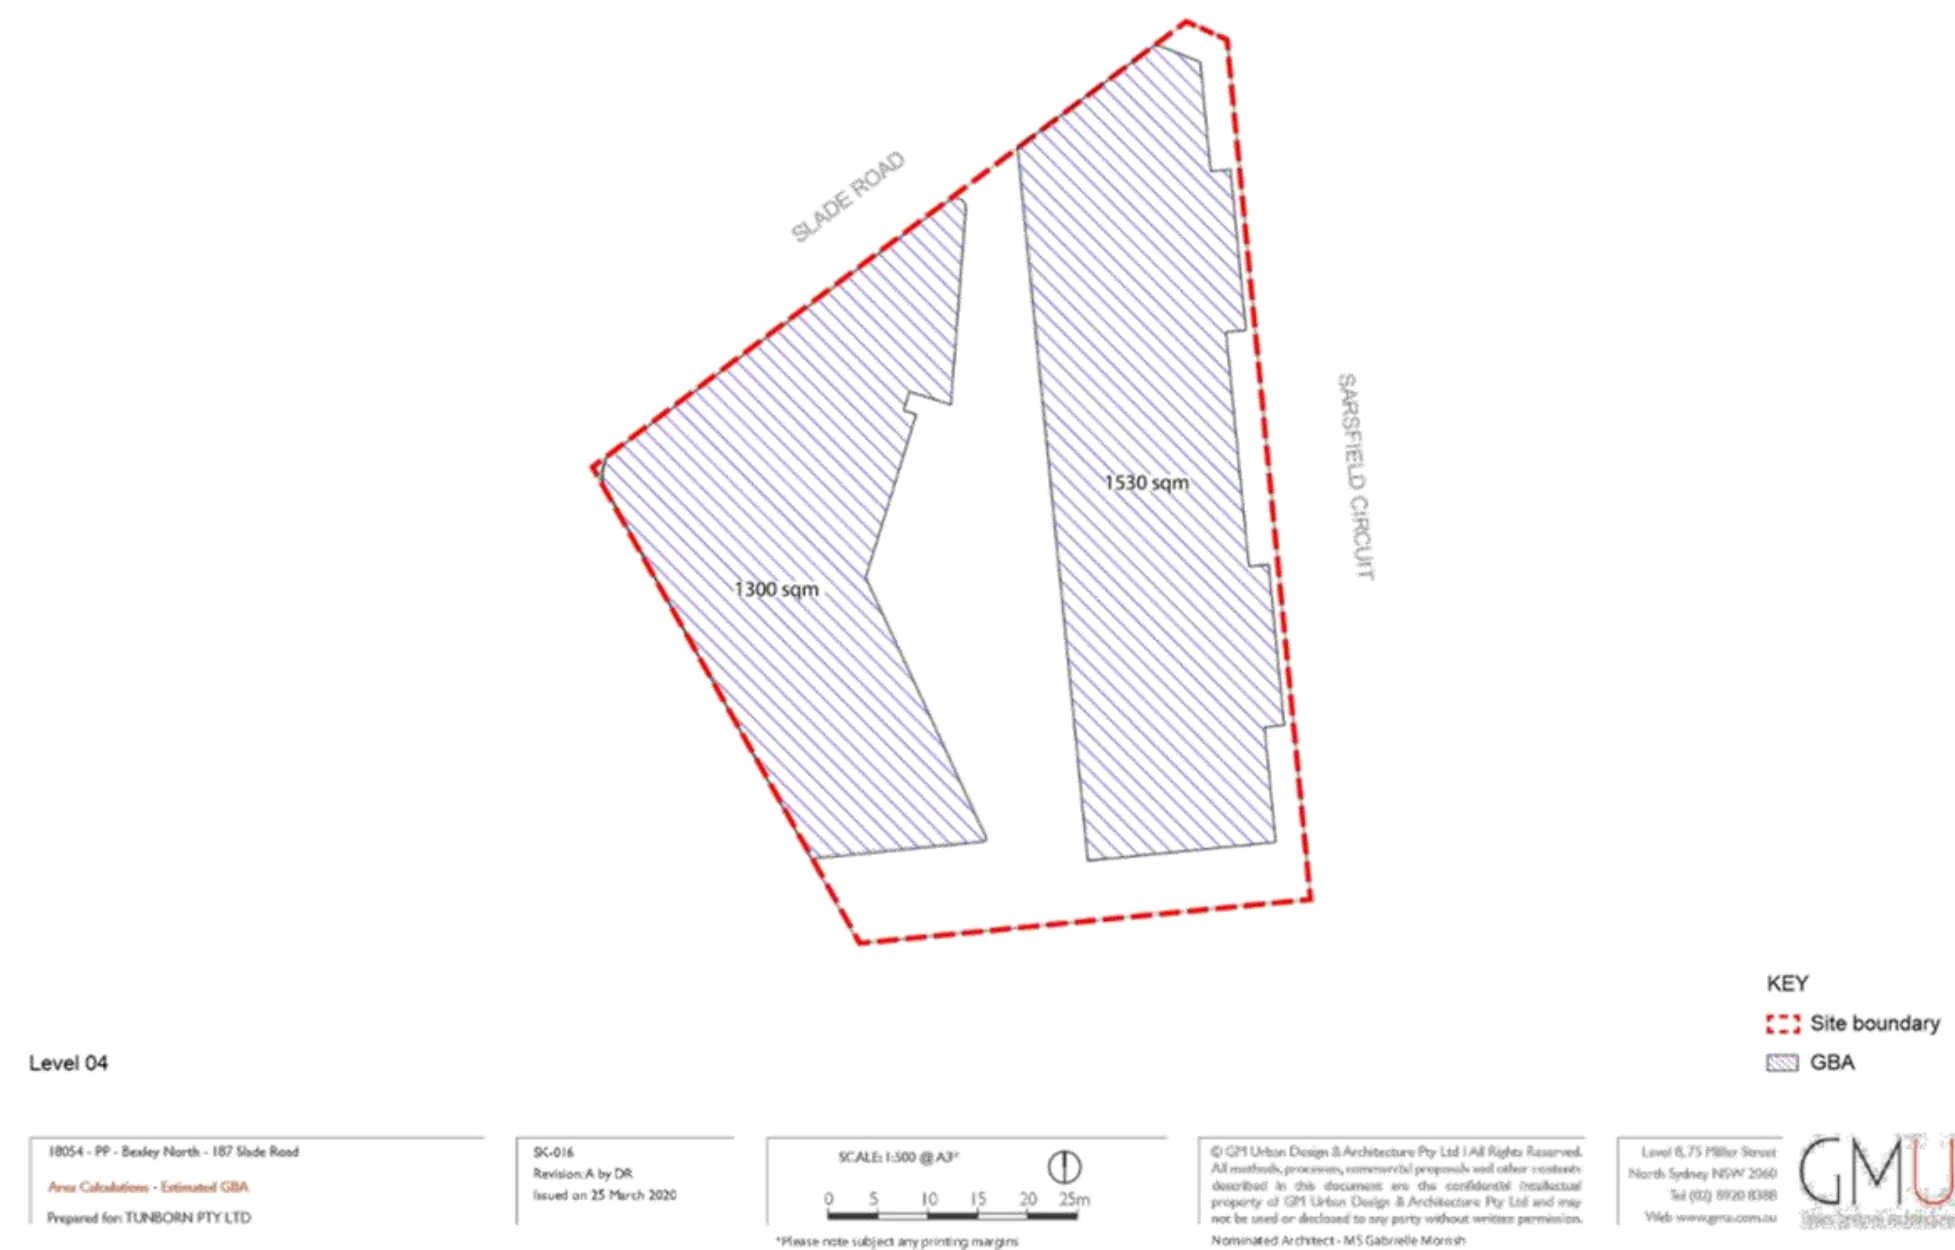 SLADE ROAD
SARSFIELD CIRCUIT
1530 sqm
1300 sqm
KEY
Site boundary
GBA
Level 04
18054 - PP - Bexley North - 187 Slade Road
Area Calculations - Estimated GBA
Prepared for: TUNBORN PTY LTD
SK-016
Revision: A by DR
Issued on 25 March 2020
SCALE: 1:500 @ A3*
0 5 10 15 20 25m
*Please note subject any printing margins
© GM Urban Design & Architecture Pty Ltd | All Rights Reserved.
All methods, processes, commercial proposals and other contents
described in this document are the confidential intellectual
property of GM Urban Design & Architecture Pty Ltd and may
not be used or disclosed to any party without written permission.
Nominated Architect - MS Gabrielle Morrish
Level 8, 75 Miller Street
North Sydney NSW 2060
Tel (02) 8920 8388
Web www.gmu.com.au
GMU